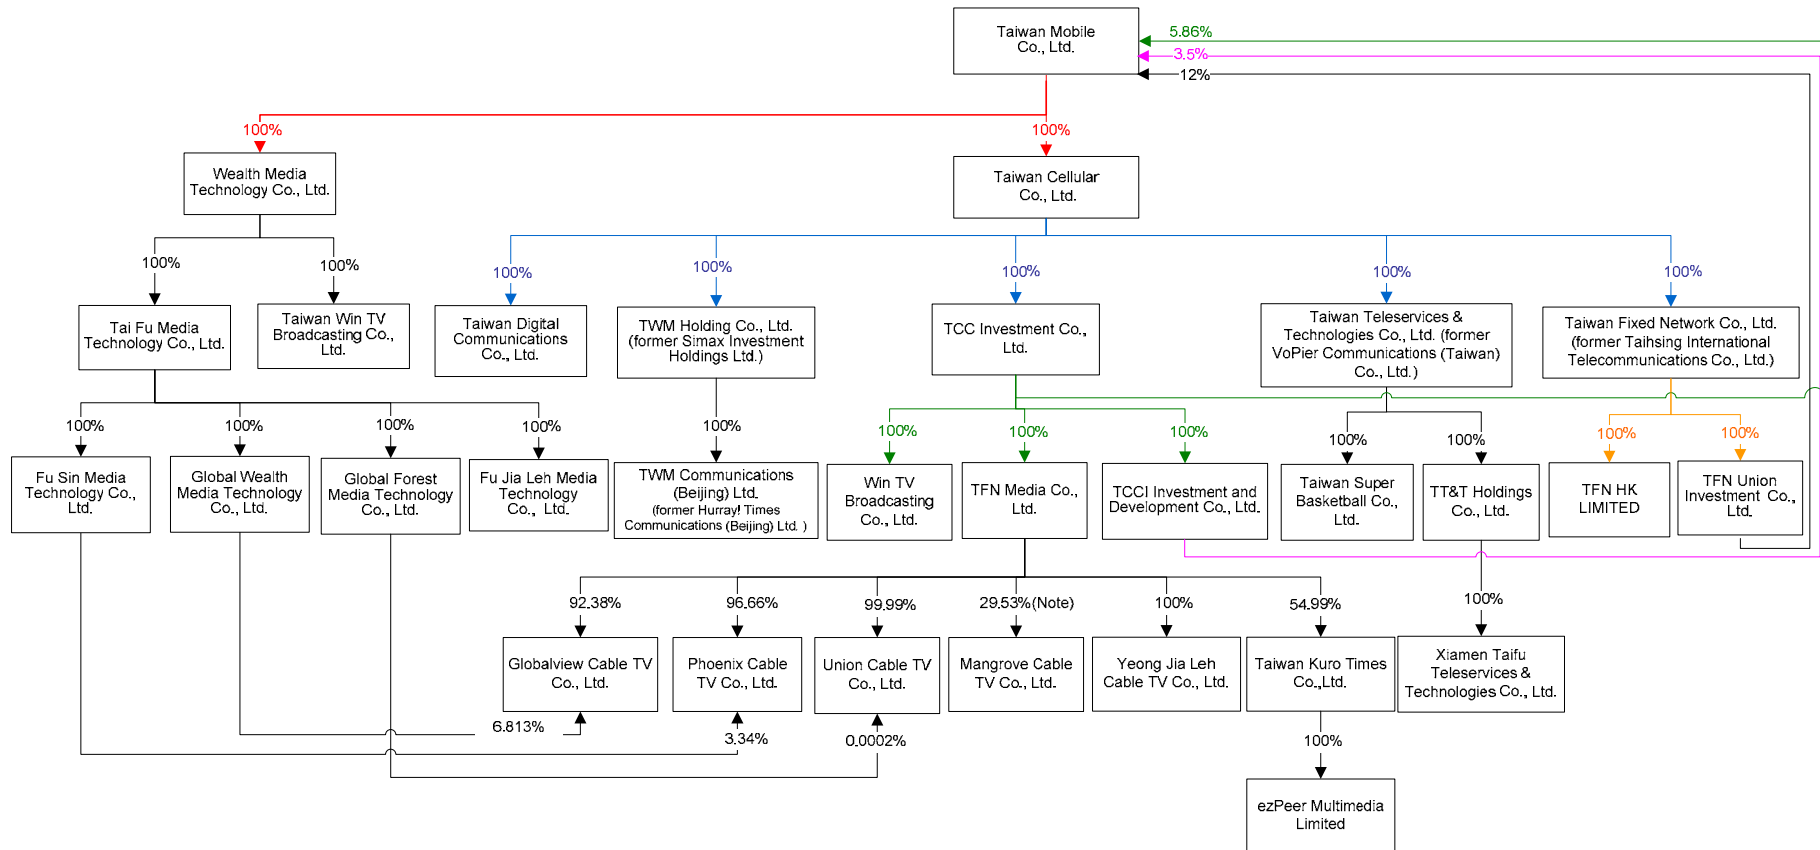 Taiwan Mobile
Co., Ltd.
5.86%
3.5%
12%
100%
100%
Wealth Media
Technology Co., Ltd.
Taiwan Cellular
Co., Ltd.
100%
100%
100%
100%
100%
100%
100%
Tai Fu Media
Technology Co., Ltd.
Taiwan Win TV
Broadcasting Co.,
Ltd.
Taiwan Digital
Communications
Co., Ltd.
TWM Holding Co., Ltd.
(former Simax Investment
Holdings Ltd.)
TCC Investment Co.,
Ltd.
Taiwan Teleservices &
Technologies Co., Ltd. (former
VoPier Communications (Taiwan)
Co., Ltd.)
Taiwan Fixed Network Co., Ltd.
(former Taihsing International
Telecommunications Co., Ltd.)
100%
100%
100%
100%
100%
100%
100%
100%
100%
100%
100%
100%
Fu Sin Media
Technology Co.,
Ltd.
Global Wealth
Media Technology
Co., Ltd.
Global Forest
Media Technology
Co., Ltd.
Fu Jia Leh Media
Technology
Co., Ltd.
TWM Communications
(Beijing) Ltd.
(former Hurray! Times
Communications (Beijing) Ltd. )
Win TV
Broadcasting
Co., Ltd.
TFN Media Co.,
Ltd.
TCCI Investment and
Development Co., Ltd.
Taiwan Super
Basketball Co.,
Ltd.
TT&T Holdings
Co., Ltd.
TFN HK
LIMITED
TFN Union
Investment Co.,
Ltd.
92.38%
96.66%
99.99%
29.53%(Note)
100%
54.99%
100%
Globalview Cable TV
Co., Ltd.
Phoenix Cable
TV Co., Ltd.
Union Cable TV
Co., Ltd.
Mangrove Cable
TV Co., Ltd.
Yeong Jia Leh
Cable TV Co., Ltd.
Taiwan Kuro Times
Co.,Ltd.
Xiamen Taifu
Teleservices &
Technologies Co., Ltd.
6.813%
3.34%
0.0002%
100%
ezPeer Multimedia
Limited